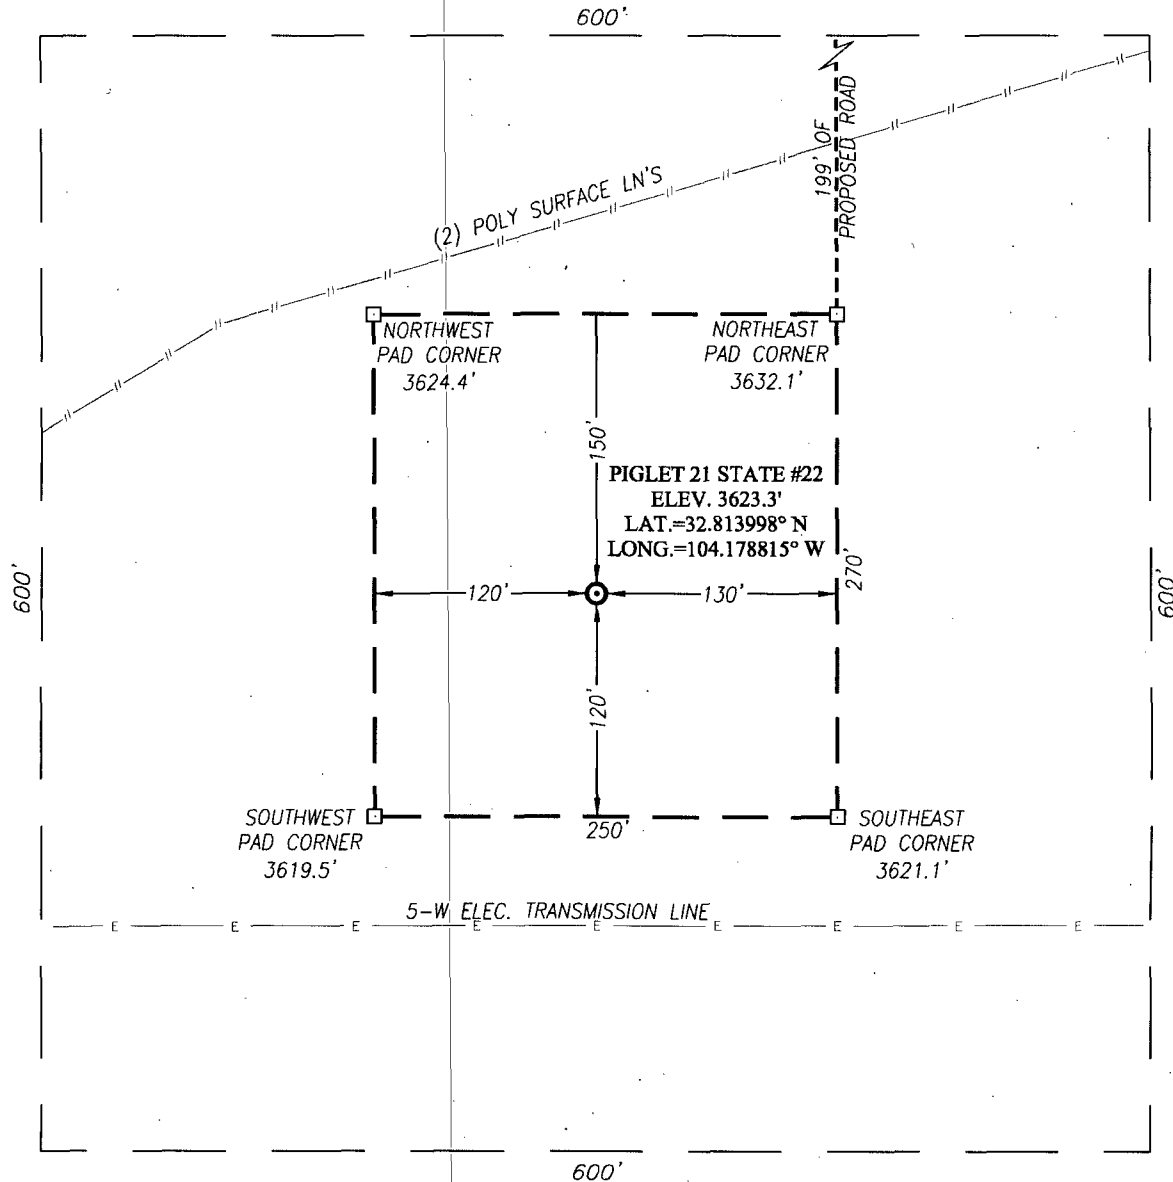 600'
199' OF
PROPOSED ROAD
(2) POLY SURFACE LN'S
NORTHWEST
PAD CORNER
3624.4'
NORTHEAST
PAD CORNER
3632.1'
150'
PIGLET 21 STATE #22
ELEV. 3623.3'
LAT.=32.813998° N
LONG.=104.178815° W
600'
120'
130'
270'
600'
120'
SOUTHWEST
PAD CORNER
3619.5'
250'
SOUTHEAST
PAD CORNER
3621.1'
5-W ELEC. TRANSMISSION LINE
E E E E E E E E E
600'